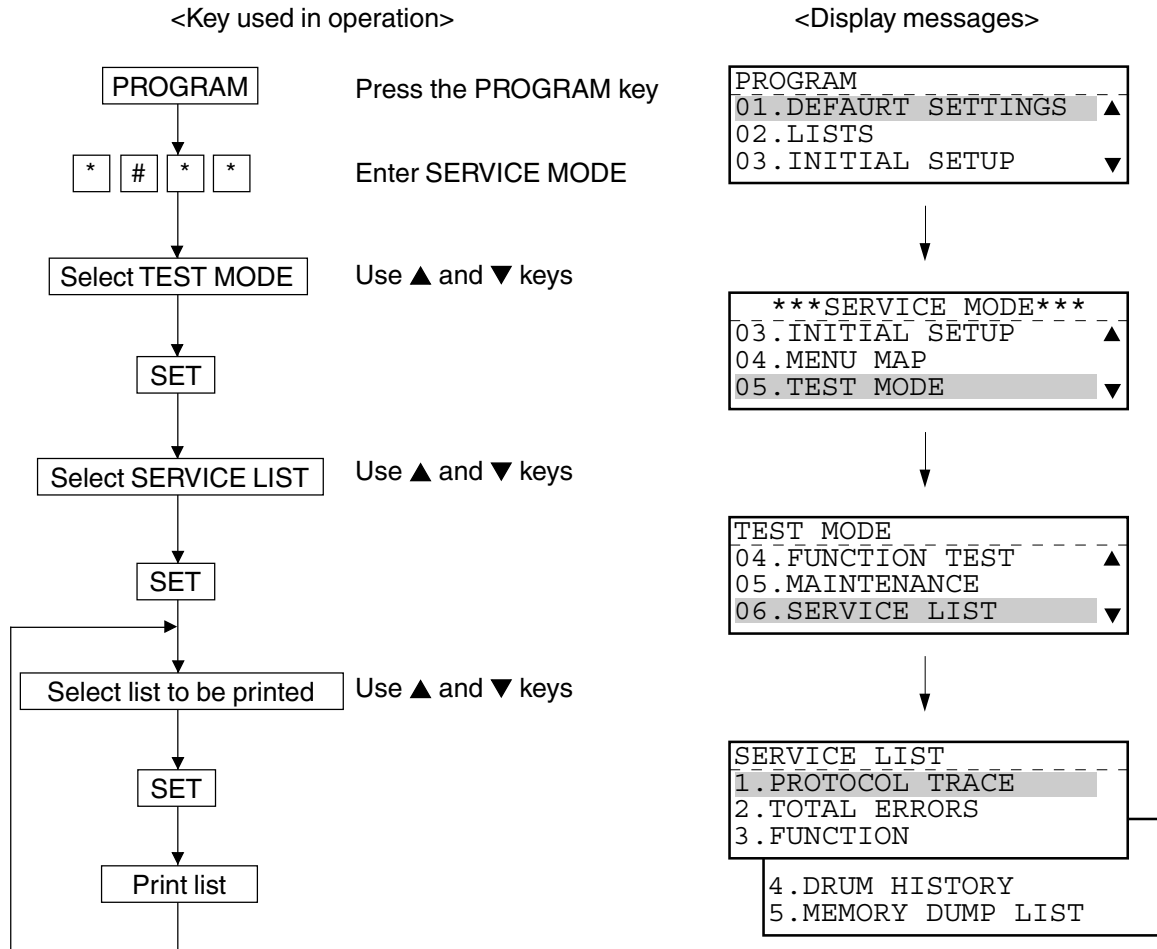 <Key used in operation>
<Display messages>
PROGRAM
Press the PROGRAM key
* # * *
Enter SERVICE MODE
Select TEST MODE
Use ▲ and ▼ keys
SET
Select SERVICE LIST
Use ▲ and ▼ keys
SET
Select list to be printed
Use ▲ and ▼ keys
SET
Print list
PROGRAM
01.DEFAURT SETTINGS ▲
02.LISTS
03.INITIAL SETUP ▼
***SERVICE MODE***
03.INITIAL SETUP ▲
04.MENU MAP
05.TEST MODE ▼
TEST MODE
04.FUNCTION TEST ▲
05.MAINTENANCE
06.SERVICE LIST ▼
SERVICE LIST
1.PROTOCOL TRACE
2.TOTAL ERRORS
3.FUNCTION
4.DRUM HISTORY
5.MEMORY DUMP LIST